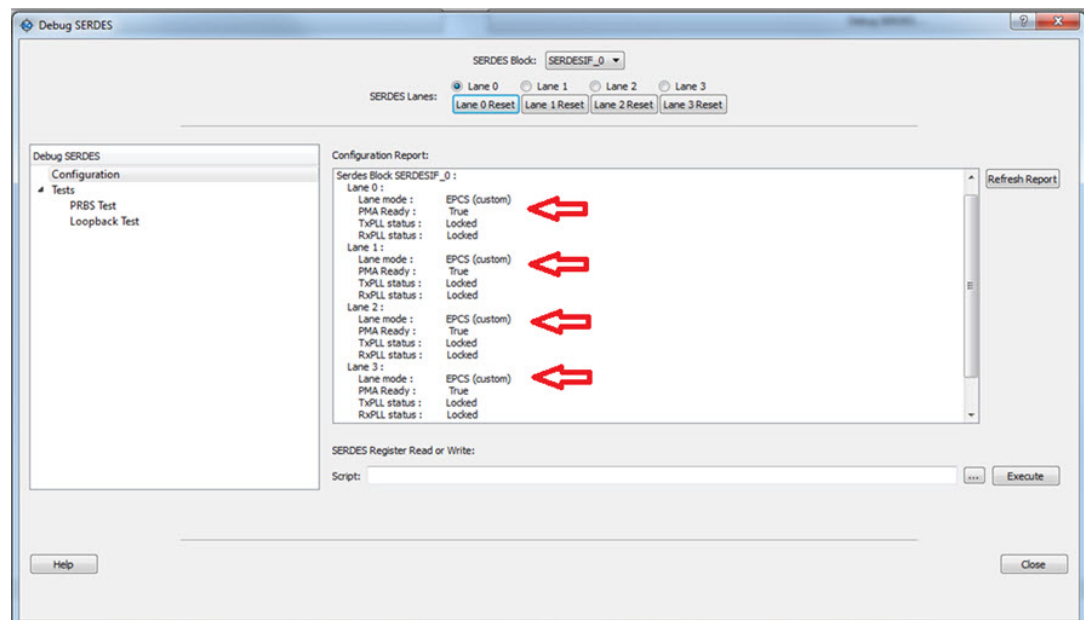 Debug SERDES
SERDES Block: SERDESIF_0
SERDES Lanes: Lane 0 Lane 1 Lane 2 Lane 3
Lane 0 Reset Lane 1 Reset Lane 2 Reset Lane 3 Reset
Debug SERDES
Configuration
Tests
PRBS Test
Loopback Test
Configuration Report:
Serdes Block SERDESIF_0 :
Lane 0 :
Lane mode : EPCS (custom)
PMA Ready : True
TxPLL status : Locked
RxPLL status : Locked
Lane 1 :
Lane mode : EPCS (custom)
PMA Ready : True
TxPLL status : Locked
RxPLL status : Locked
Lane 2 :
Lane mode : EPCS (custom)
PMA Ready : True
TxPLL status : Locked
RxPLL status : Locked
Lane 3 :
Lane mode : EPCS (custom)
PMA Ready : True
TxPLL status : Locked
RxPLL status : Locked
Refresh Report
SERDES Register Read or Write:
Script: ... Execute
Help
Close